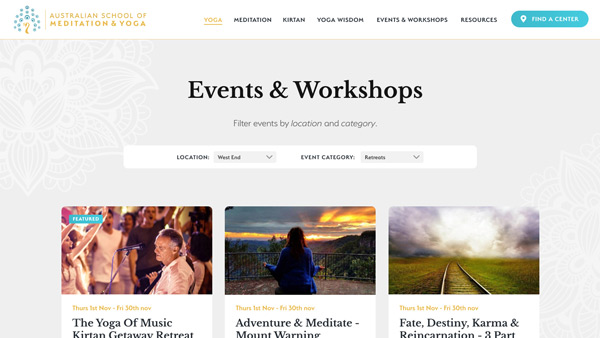 AUSTRALIAN SCHOOL OF
MEDITATION & YOGA
YOGA MEDITATION KIRTAN YOGA WISDOM EVENTS & WORKSHOPS RESOURCES FIND A CENTER
Events & Workshops
Filter events by location and category.
LOCATION: West End EVENT CATEGORY: Retreats
FEATURED
Thurs 1st Nov - Fri 30th nov
The Yoga Of Music
Kirtan Getaway Retreat
Thurs 1st Nov - Fri 30th nov
Adventure & Meditate -
Mount Warning
Thurs 1st Nov - Fri 30th nov
Fate, Destiny, Karma &
Reincarnation - 3 Part